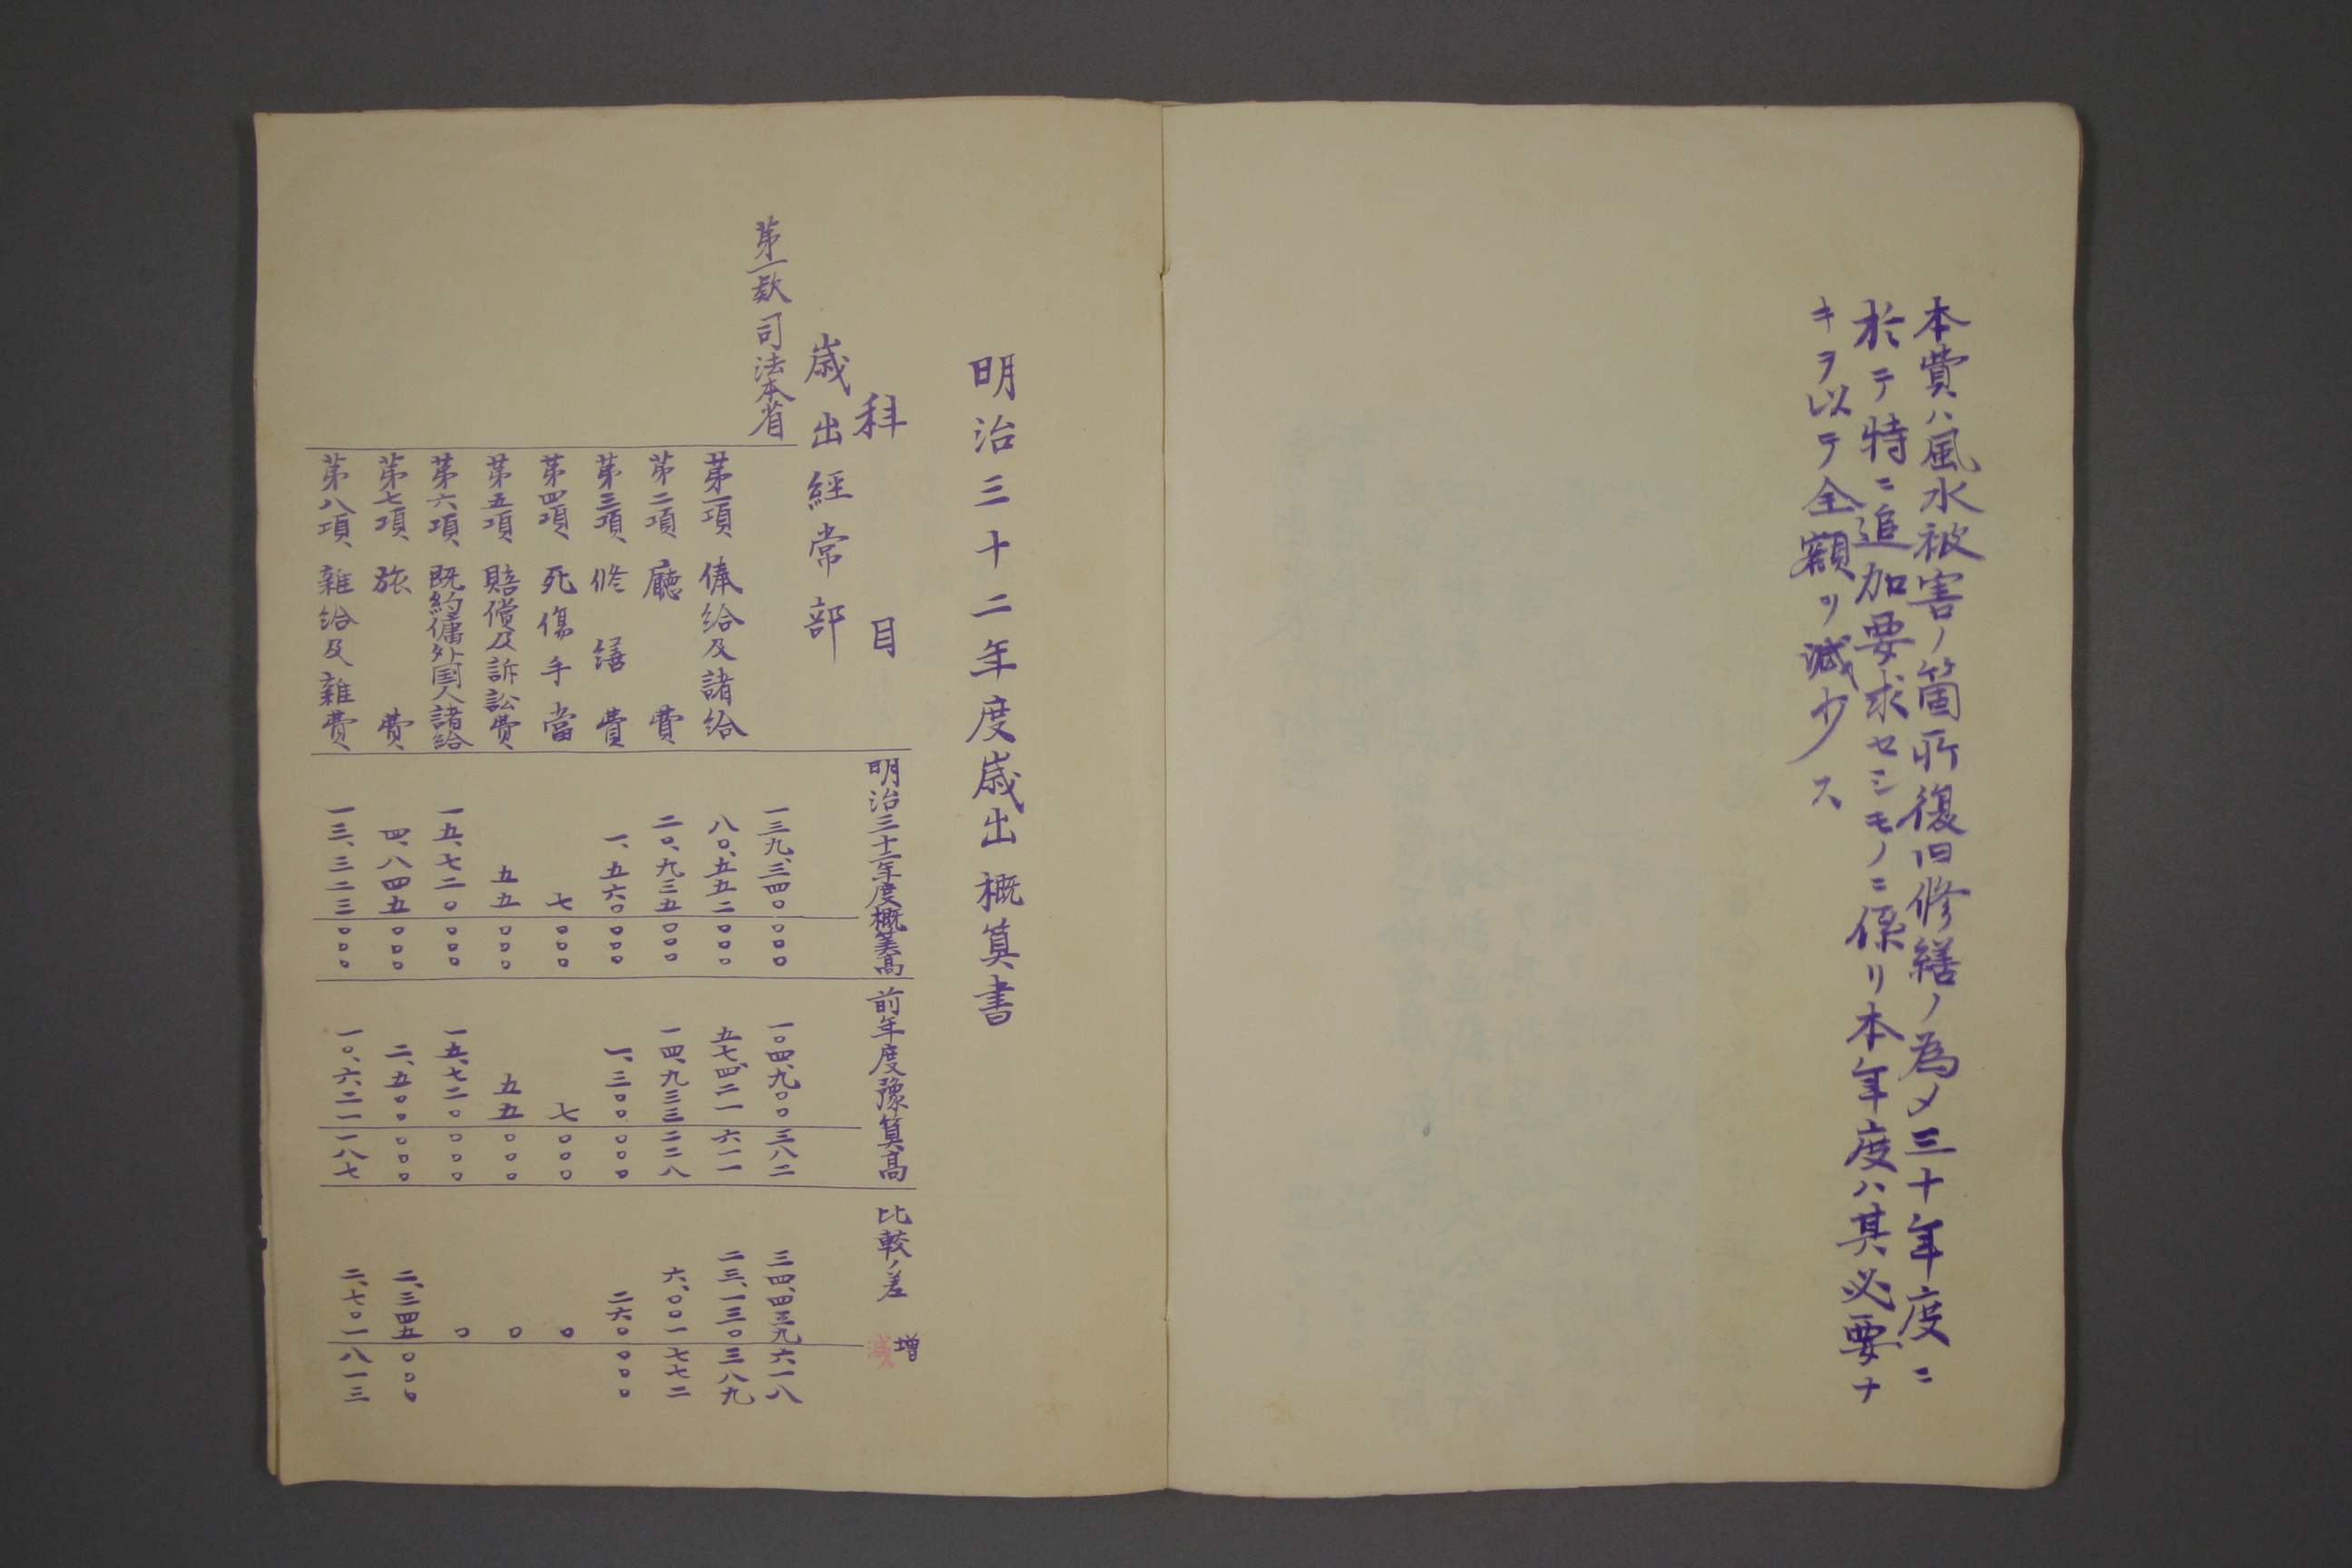 本費ハ風水被害ノ箇所復旧修繕ノ為メ三十年度ニ
於テ特ニ追加要求セシモノニ係リ本年度ハ其必要ナ
キヲ以テ全額ヲ減少ス
明治三十二年度歳出概算書
科目 明治三十二年度概算高 前年度豫算高 比較ノ差 増 減
歳出經常部
第一款 司法本省 一三九、三四〇 〇〇〇 一〇四、九〇〇 三八二 三四、四三九 六一八
第一項 俸給及諸給 八〇、五五二 〇〇〇 五七、四二一 六一一 二三、一三〇 三八九
第二項 廳費 二〇、九三五 〇〇〇 一四、九三三 二二八 六、〇〇一 七七二
第三項 修繕費 一、五六〇 〇〇〇 一、三〇〇 〇〇〇 二六〇 〇〇〇
第四項 死傷手當 七 〇〇〇 七 〇〇〇 〇
第五項 賠償及訴訟費 五五 〇〇〇 五五 〇〇〇 〇
第六項 既約傭外国人諸給 一五、七二〇 〇〇〇 一五、七二〇 〇〇〇 〇
第七項 旅費 四、八四五 〇〇〇 二、五〇〇 〇〇〇 二、三四五 〇〇〇
第八項 雜給及雜費 一三、三二三 〇〇〇 一〇、六二一 一八七 二、七〇一 八一三